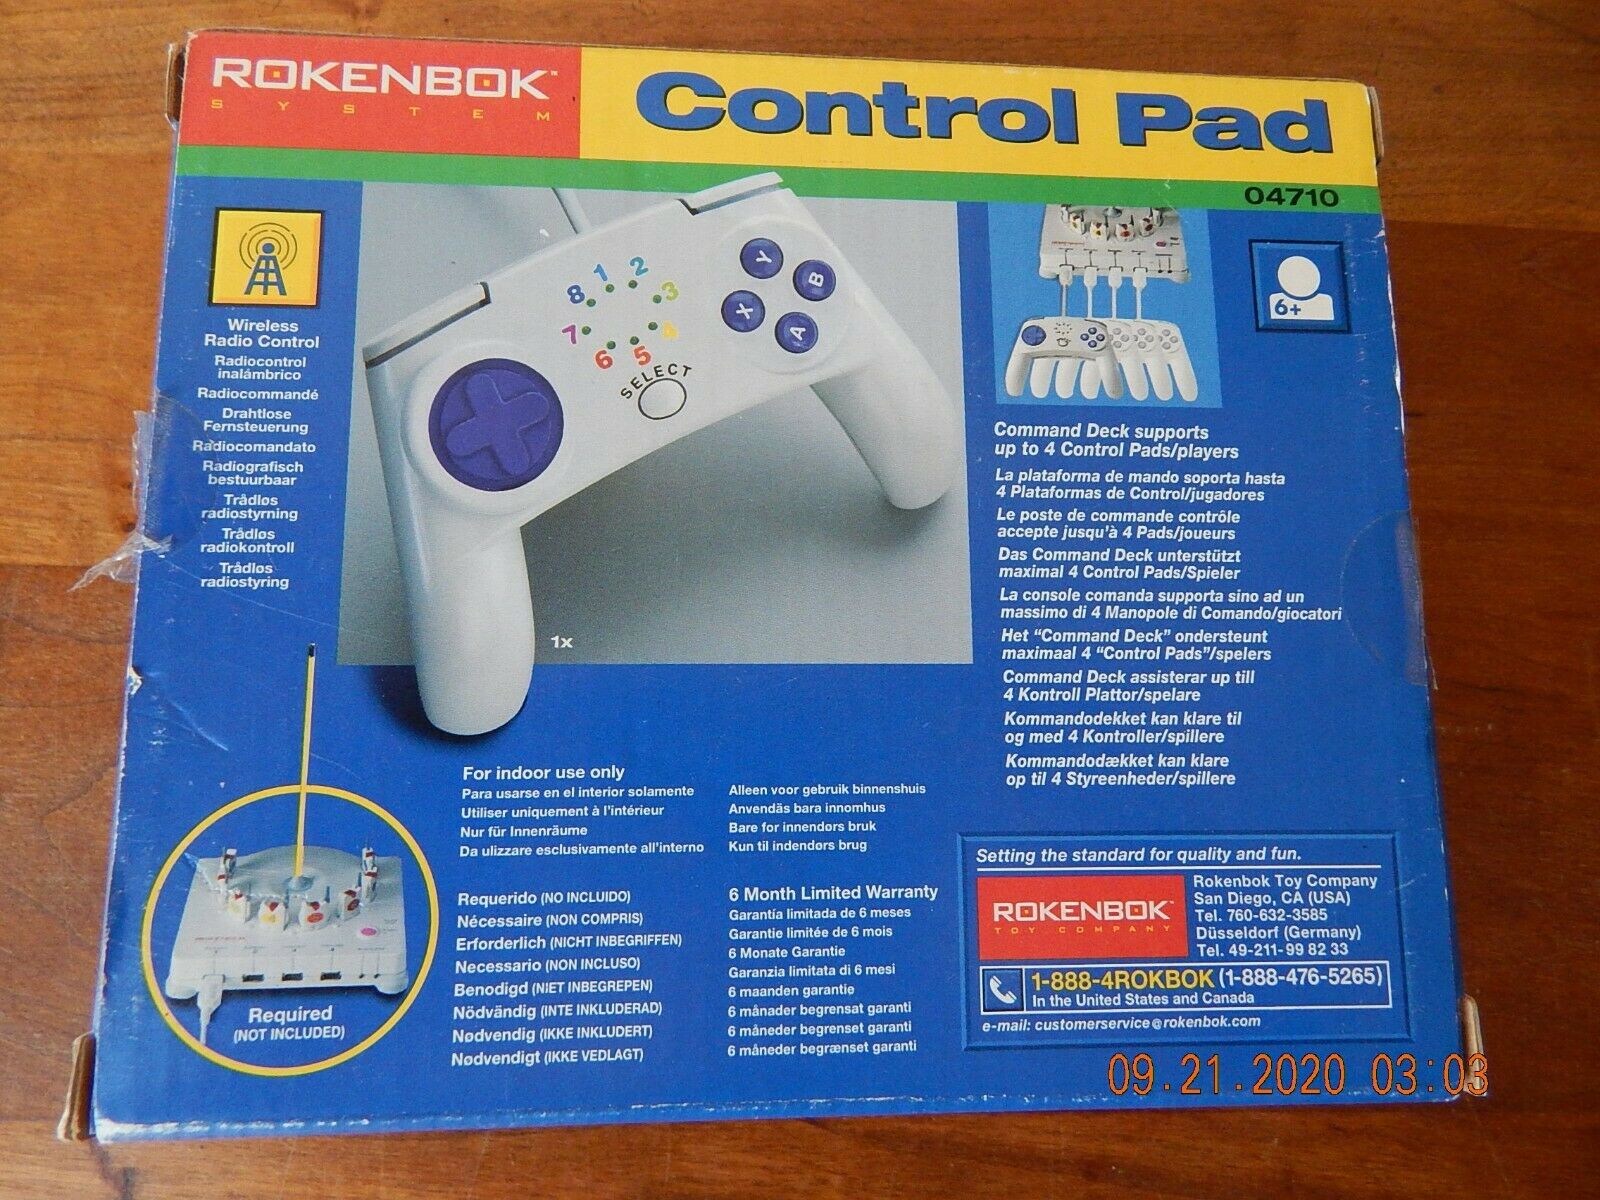 ROKENBOK™
SYSTEM
Control Pad
04710
Wireless
Radio Control
Radiocontrol
inalámbrico
Radiocommandé
Drahtlose
Fernsteuerung
Radiocomandato
Radiografisch
bestuurbaar
Trådløs
radiostyrning
Trådløs
radiokontroll
Trådløs
radiostyring
1
2
3
4
5
6
7
8
SELECT
Y
B
X
A
1x
6+
Command Deck supports
up to 4 Control Pads/players
La plataforma de mando soporta hasta
4 Plataformas de Control/jugadores
Le poste de commande contrôle
accepte jusqu'à 4 Pads/joueurs
Das Command Deck unterstützt
maximal 4 Control Pads/Spieler
La console comanda supporta sino ad un
massimo di 4 Manopole di Comando/giocatori
Het “Command Deck” ondersteunt
maximaal 4 “Control Pads”/spelers
Command Deck assisterar up till
4 Kontroll Plattor/spelare
Kommandodekket kan klare til
og med 4 Kontroller/spillere
Kommandodækket kan klare
op til 4 Styreenheder/spillere
For indoor use only
Para usarse en el interior solamente
Utiliser uniquement à l'intérieur
Nur für Innenräume
Da ulizzare esclusivamente all'interno
Alleen voor gebruik binnenshuis
Anvendäs bara innomhus
Bare for innendørs bruk
Kun til indendørs brug
Required
(NOT INCLUDED)
Requerido (NO INCLUIDO)
Nécessaire (NON COMPRIS)
Erforderlich (NICHT INBEGRIFFEN)
Necessario (NON INCLUSO)
Benodigd (NIET INBEGREPEN)
Nödvändig (INTE INKLUDERAD)
Nødvendig (IKKE INKLUDERT)
Nødvendigt (IKKE VEDLAGT)
6 Month Limited Warranty
Garantía limitada de 6 meses
Garantie limitée de 6 mois
6 Monate Garantie
Garanzia limitata di 6 mesi
6 maanden garantie
6 månader begrensat garanti
6 måneder begrenset garanti
6 måneder begrænset garanti
Setting the standard for quality and fun.
ROKENBOK™
TOY COMPANY
Rokenbok Toy Company
San Diego, CA (USA)
Tel. 760-632-3585
Düsseldorf (Germany)
Tel. 49-211-99 82 33
1-888-4ROKBOK (1-888-476-5265)
In the United States and Canada
e-mail: customerservice@rokenbok.com
09.21.2020 03:03